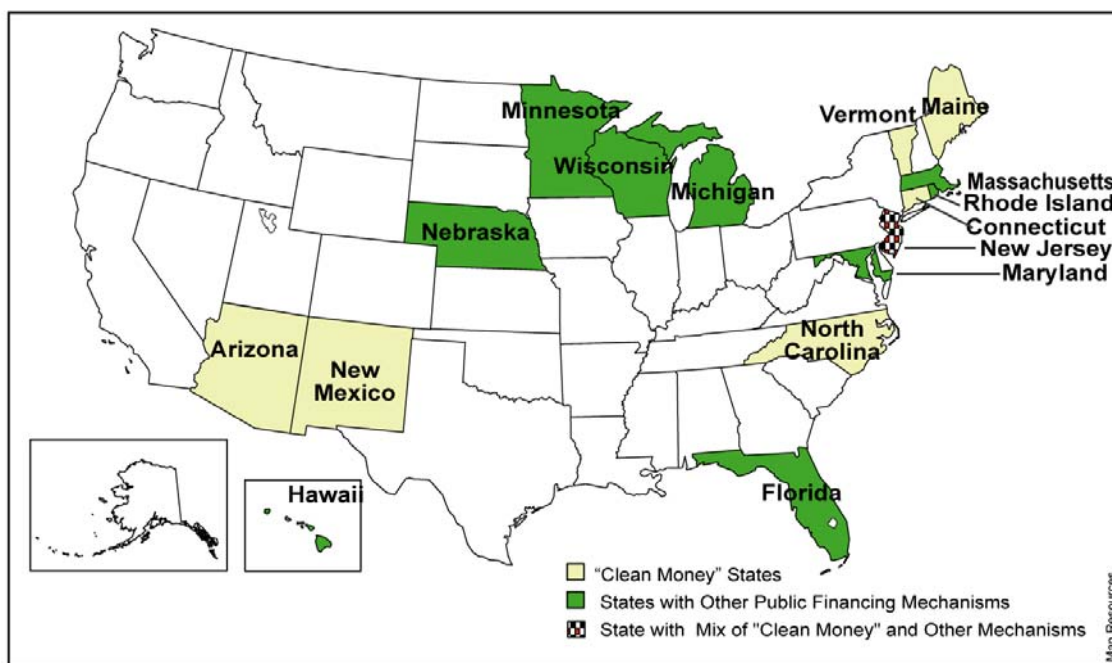 Minnesota
Vermont
Maine
Wisconsin
Michigan
Massachusetts
Rhode Island
Connecticut
New Jersey
Maryland
Nebraska
Arizona
New
Mexico
North
Carolina
Hawaii
Florida
"Clean Money" States
States with Other Public Financing Mechanisms
State with Mix of "Clean Money" and Other Mechanisms
Map Resources